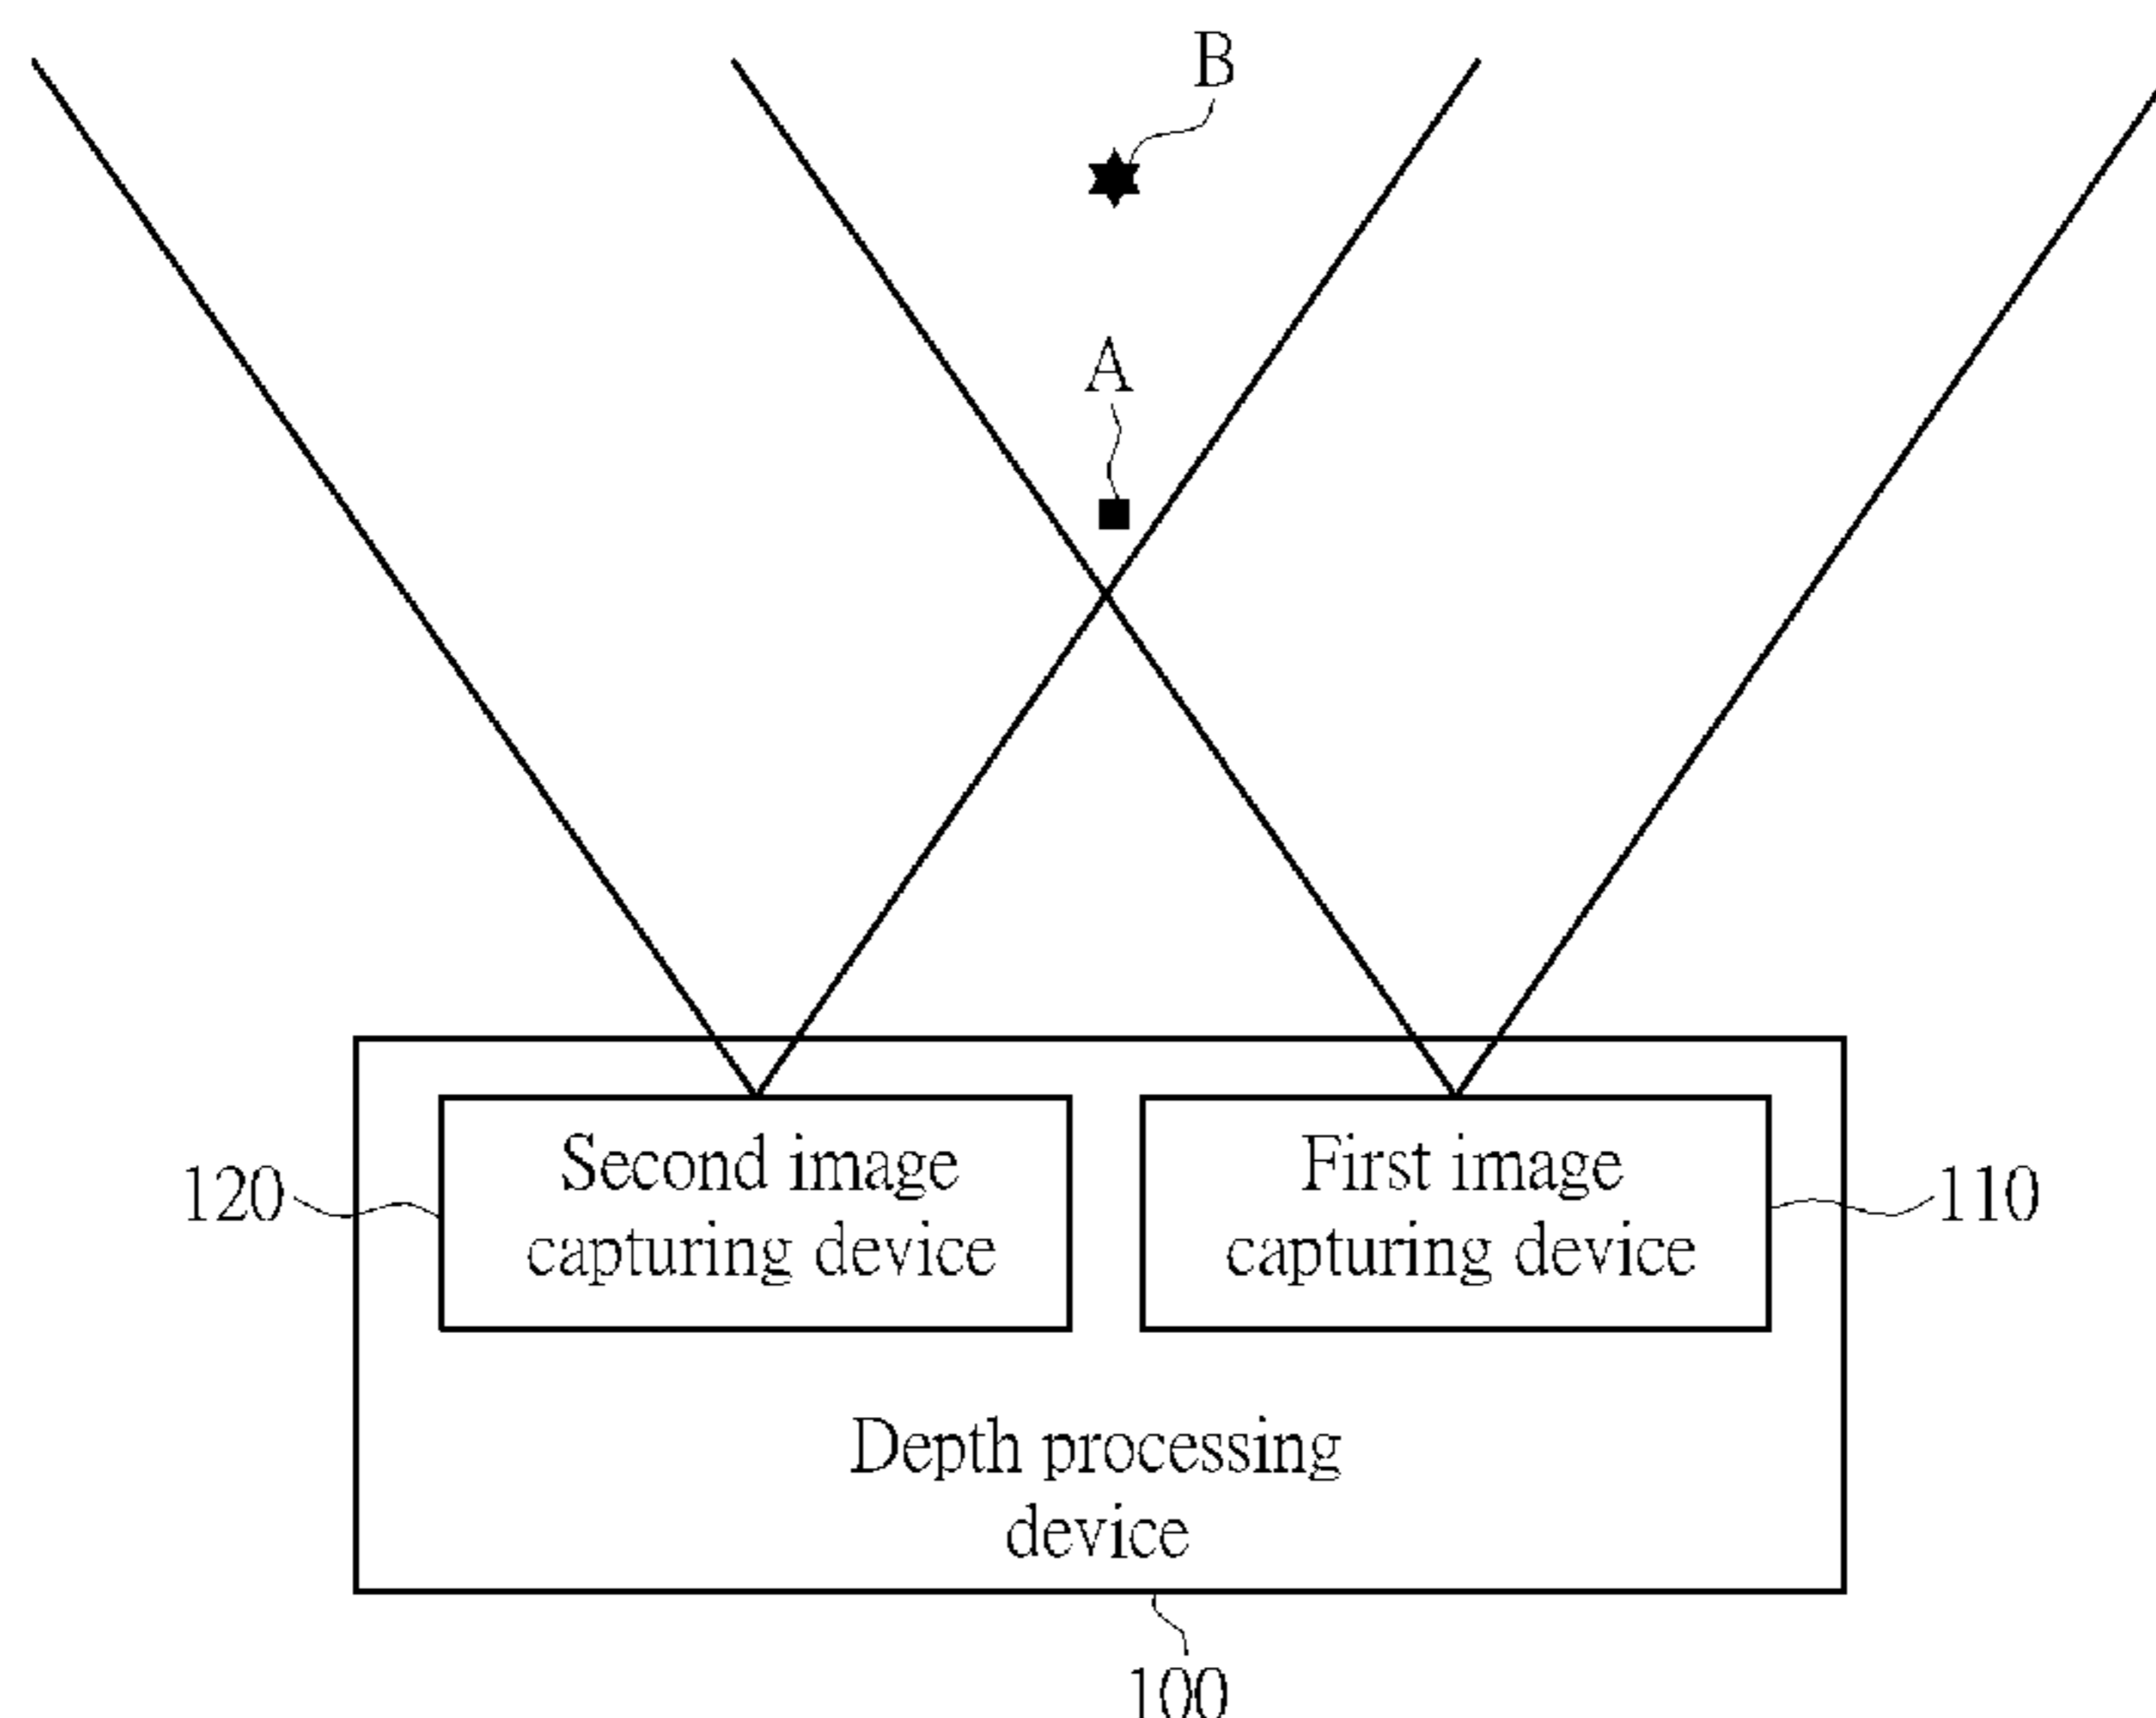 B
A
Second image
capturing device
First image
capturing device
120
110
Depth processing
device
100